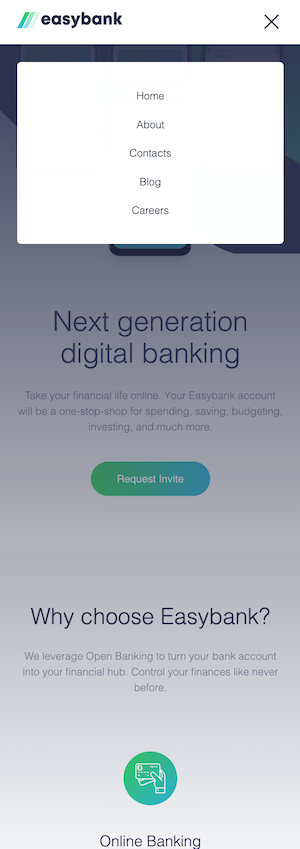 easybank
Home
About
Contacts
Blog
Careers
Next generation
digital banking
Take your financial life online. Your Easybank account
will be a one-stop-shop for spending, saving, budgeting,
investing, and much more.
Request Invite
Why choose Easybank?
We leverage Open Banking to turn your bank account
into your financial hub. Control your finances like never
before.
Online Banking